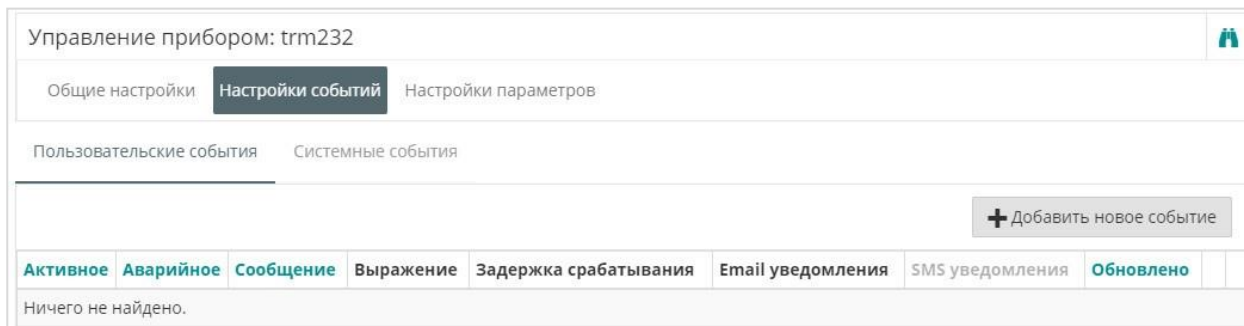 Управление прибором: trm232
Общие настройки Настройки событий Настройки параметров
Пользовательские события Системные события
Добавить новое событие
Активное Аварийное Сообщение Выражение Задержка срабатывания Email уведомления SMS уведомления Обновлено
Ничего не найдено.